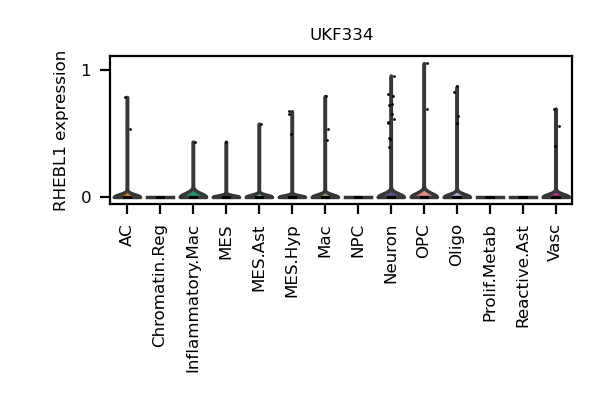 UKF334
RHEBL1 expression
1
0
AC
Chromatin.Reg
Inflammatory.Mac
MES
MES.Ast
MES.Hyp
Mac
NPC
Neuron
OPC
Oligo
Prolif.Metab
Reactive.Ast
Vasc